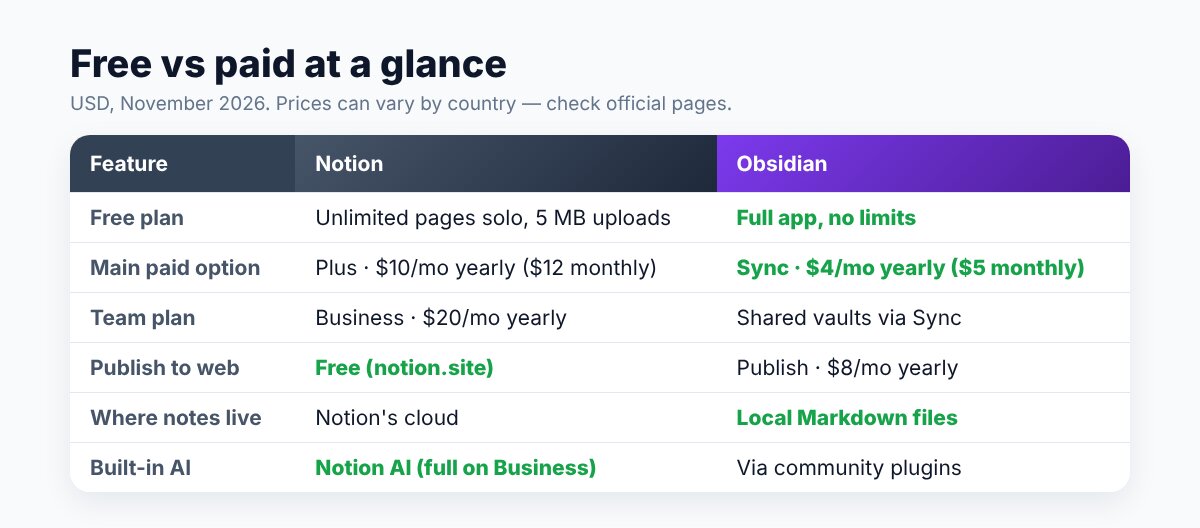 Free vs paid at a glance
USD, November 2026. Prices can vary by country — check official pages.
Feature Notion Obsidian
Free plan Unlimited pages solo, 5 MB uploads Full app, no limits
Main paid option Plus · $10/mo yearly ($12 monthly) Sync · $4/mo yearly ($5 monthly)
Team plan Business · $20/mo yearly Shared vaults via Sync
Publish to web Free (notion.site) Publish · $8/mo yearly
Where notes live Notion's cloud Local Markdown files
Built-in AI Notion AI (full on Business) Via community plugins